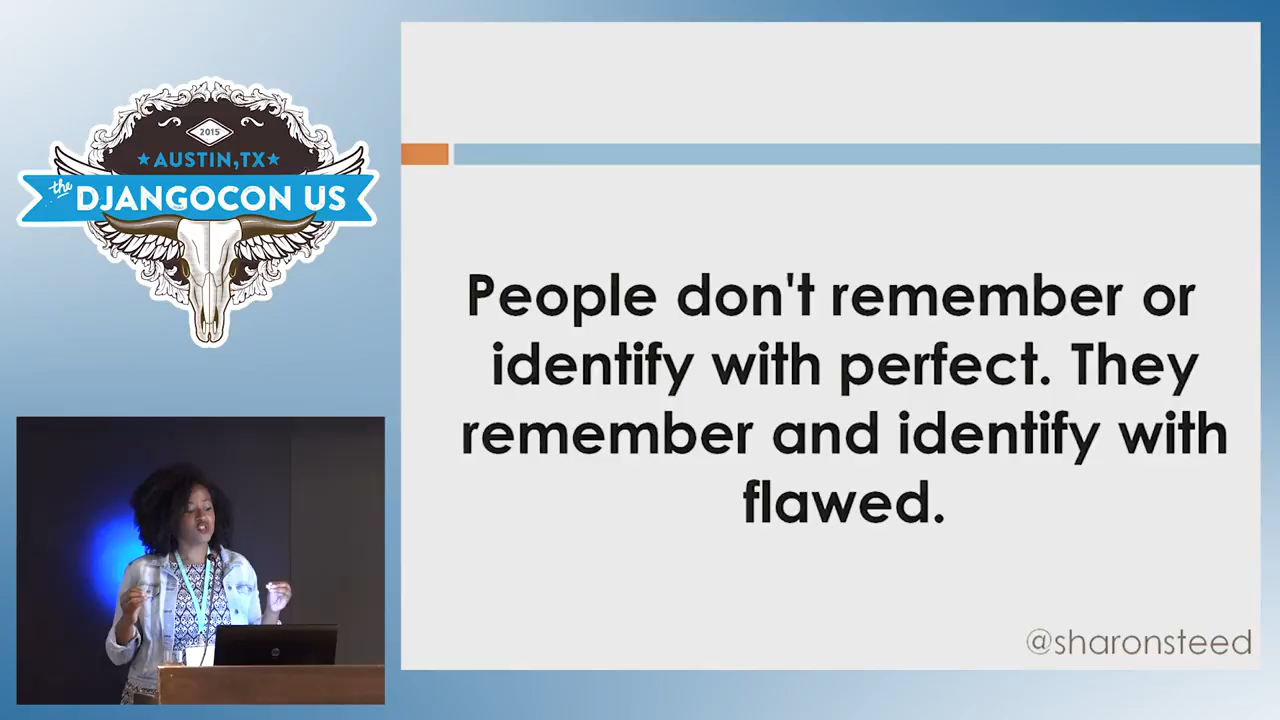 2015
AUSTIN,TX
the DJANGOCON US
People don't remember or
identify with perfect. They
remember and identify with
flawed.
@sharonsteed